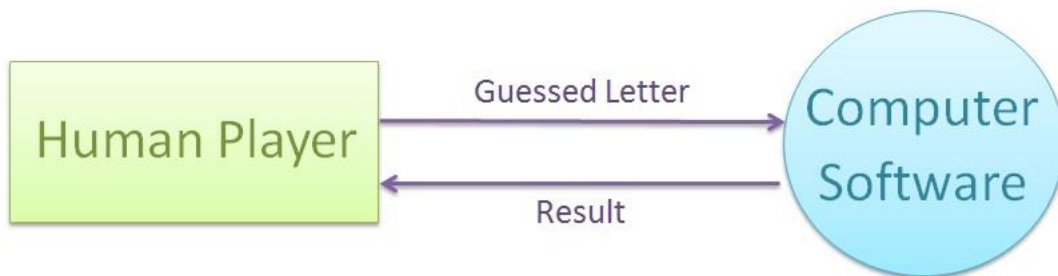 Human Player
Guessed Letter
Result
Computer
Software